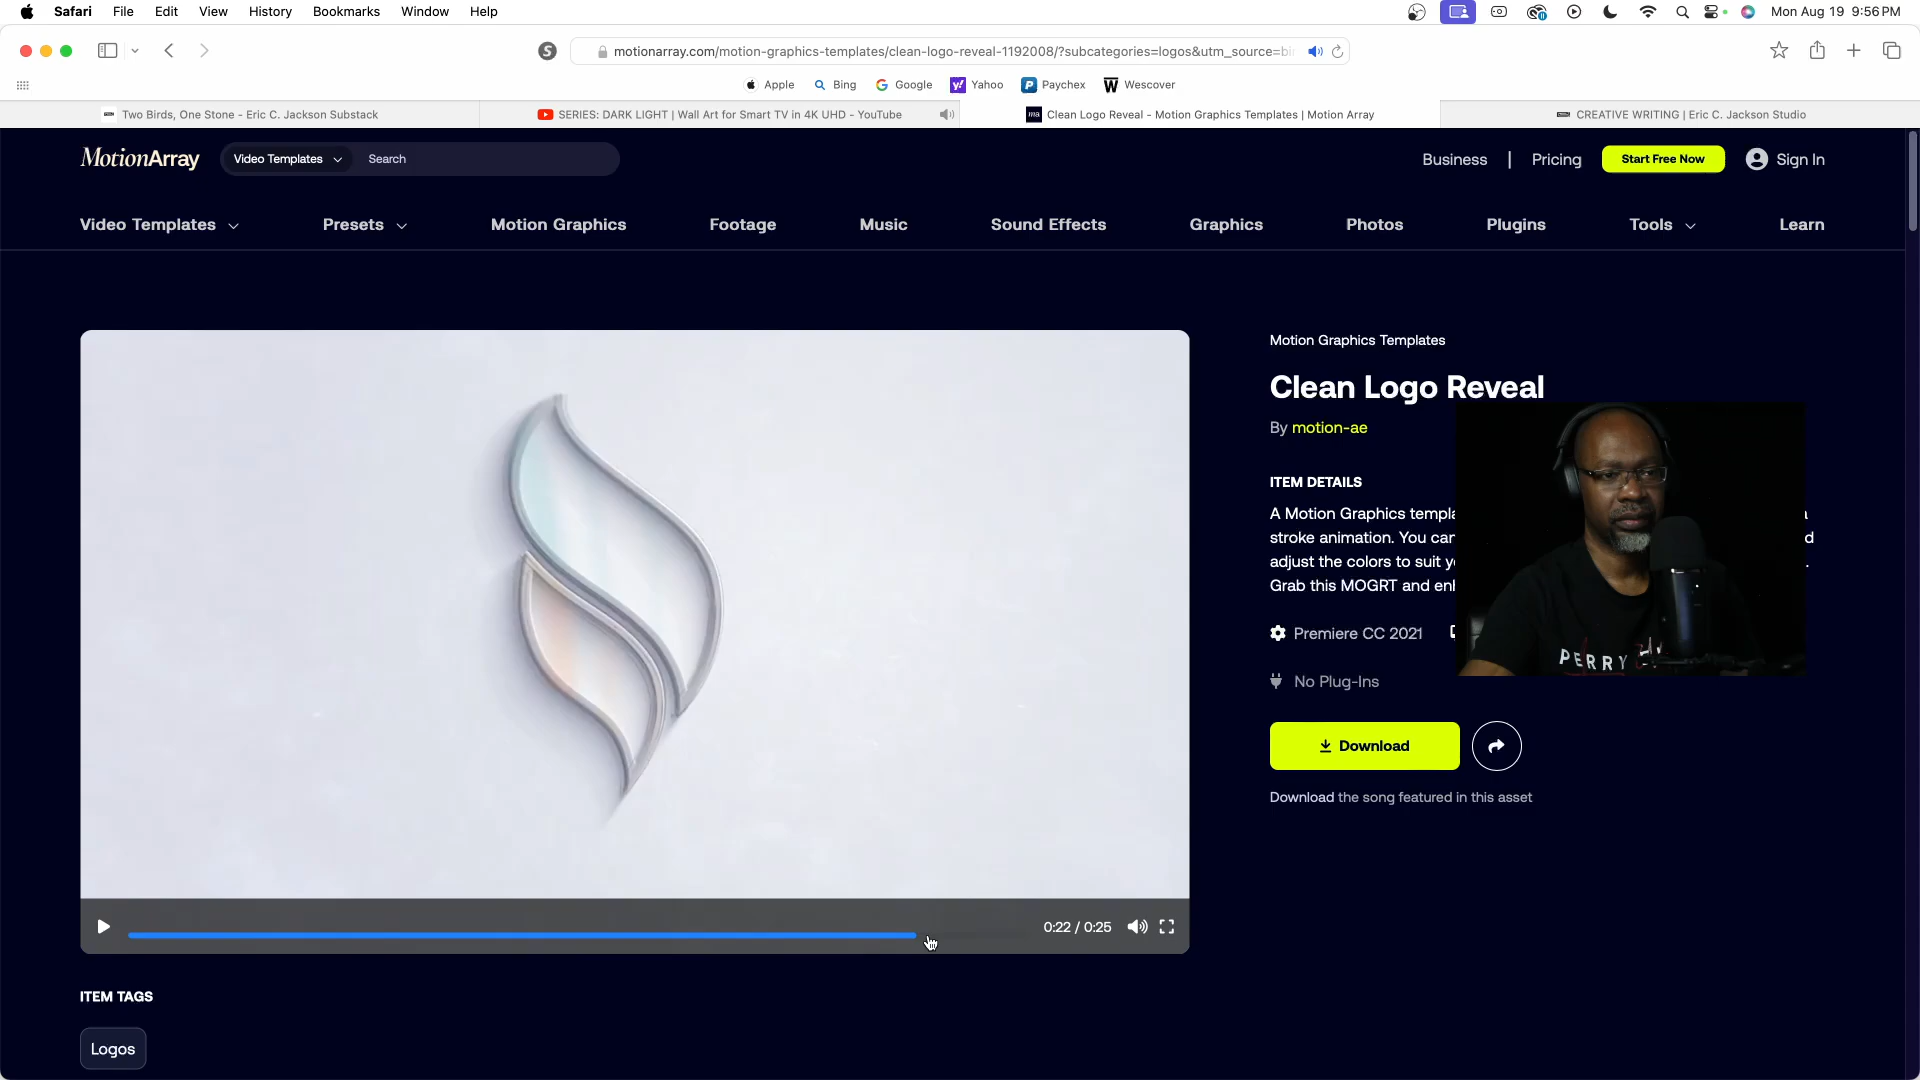 Safari File Edit View History Bookmarks Window Help
Mon Aug 19 9:56 PM
motionarray.com/motion-graphics-templates/clean-logo-reveal-1192008/?subcategories=logos&utm_source=bi
Apple Bing Google Yahoo Paychex Wescover
Two Birds, One Stone - Eric C. Jackson Substack
SERIES: DARK LIGHT | Wall Art for Smart TV in 4K UHD - YouTube
Clean Logo Reveal - Motion Graphics Templates | Motion Array
CREATIVE WRITING | Eric C. Jackson Studio
MotionArray
Video Templates
Search
Business | Pricing
Start Free Now
Sign In
Video Templates Presets Motion Graphics Footage Music Sound Effects Graphics Photos Plugins Tools Learn
Motion Graphics Templates
Clean Logo Reveal
By motion-ae
ITEM DETAILS
A Motion Graphics templa
stroke animation. You can
adjust the colors to suit y
Grab this MOGRT and enh
Premiere CC 2021
No Plug-Ins
PERRY
Download
Download the song featured in this asset
0:22 / 0:25
ITEM TAGS
Logos